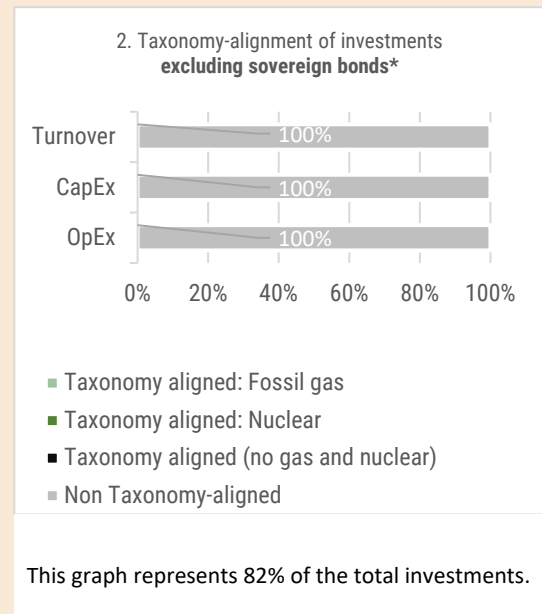 2. Taxonomy-alignment of investments
excluding sovereign bonds*
Turnover
100%
CapEx
100%
OpEx
100%
0% 20% 40% 60% 80% 100%
Taxonomy aligned: Fossil gas
Taxonomy aligned: Nuclear
Taxonomy aligned (no gas and nuclear)
Non Taxonomy-aligned
This graph represents 82% of the total investments.